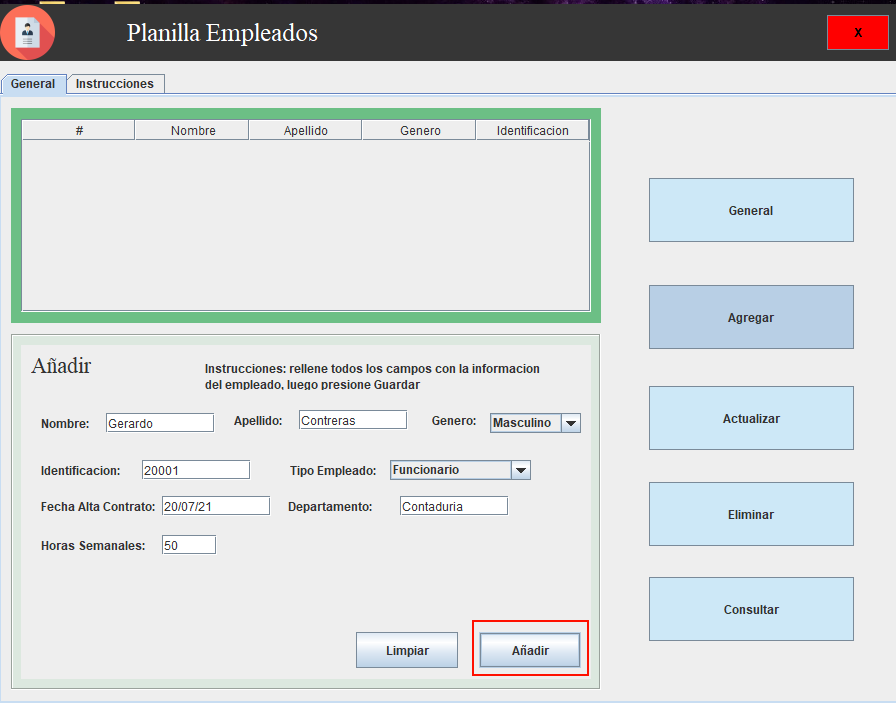 Planilla Empleados
X
General
Instrucciones
# Nombre Apellido Genero Identificacion
General
Agregar
Actualizar
Eliminar
Consultar
Añadir
Instrucciones: rellene todos los campos con la informacion
del empleado, luego presione Guardar
Nombre: Gerardo Apellido: Contreras Genero: Masculino
Identificacion: 20001 Tipo Empleado: Funcionario
Fecha Alta Contrato: 20/07/21 Departamento: Contaduria
Horas Semanales: 50
Limpiar Añadir